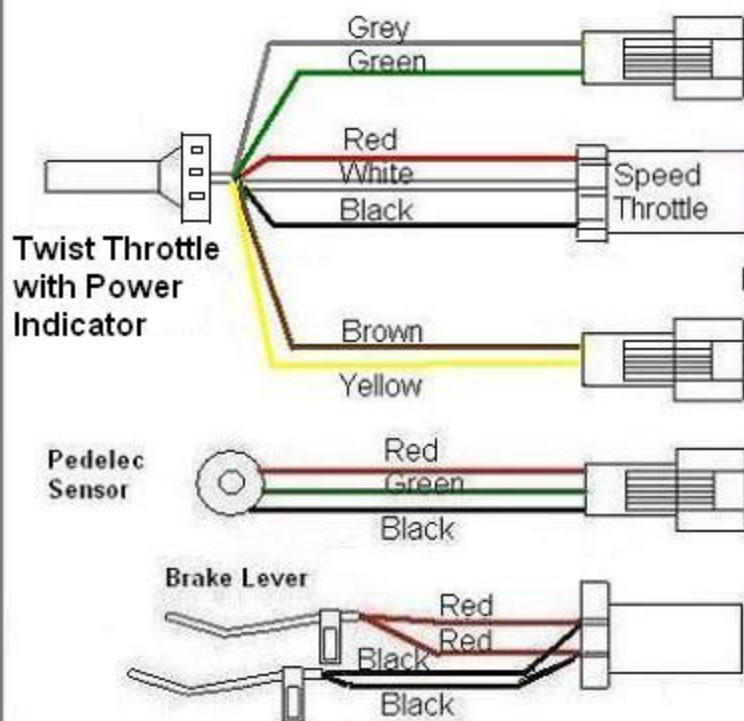 Grey
Green
Red
White
Black
Speed
Throttle
Twist Throttle
with Power
Indicator
Brown
Yellow
Pedelec
Sensor
Red
Green
Black
Brake Lever
Red
Red
Black
Black